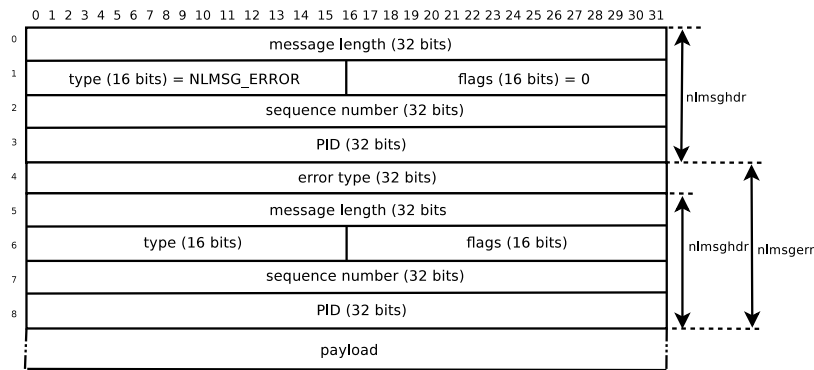 0 1 2 3 4 5 6 7 8 9 10 11 12 13 14 15 16 17 18 19 20 21 22 23 24 25 26 27 28 29 30 31
0 message length (32 bits)
1 type (16 bits) = NLMSG_ERROR flags (16 bits) = 0
nlmsghdr
2 sequence number (32 bits)
3 PID (32 bits)
4 error type (32 bits)
5 message length (32 bits
6 type (16 bits) flags (16 bits)
nlmsghdr nlmsgerr
7 sequence number (32 bits)
8 PID (32 bits)
payload